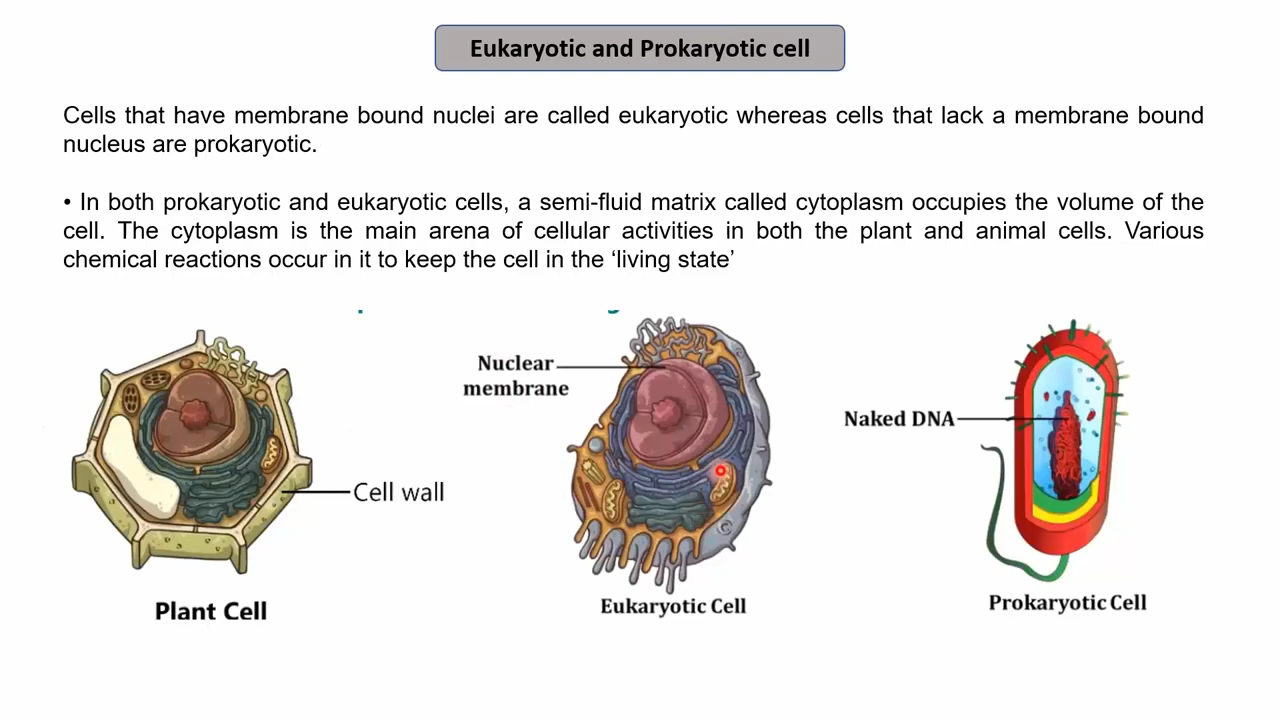 Eukaryotic and Prokaryotic cell
Cells that have membrane bound nuclei are called eukaryotic whereas cells that lack a membrane bound
nucleus are prokaryotic.
• In both prokaryotic and eukaryotic cells, a semi-fluid matrix called cytoplasm occupies the volume of the
cell. The cytoplasm is the main arena of cellular activities in both the plant and animal cells. Various
chemical reactions occur in it to keep the cell in the ‘living state’
Nuclear
membrane
Naked DNA
Cell wall
Plant Cell
Eukaryotic Cell
Prokaryotic Cell